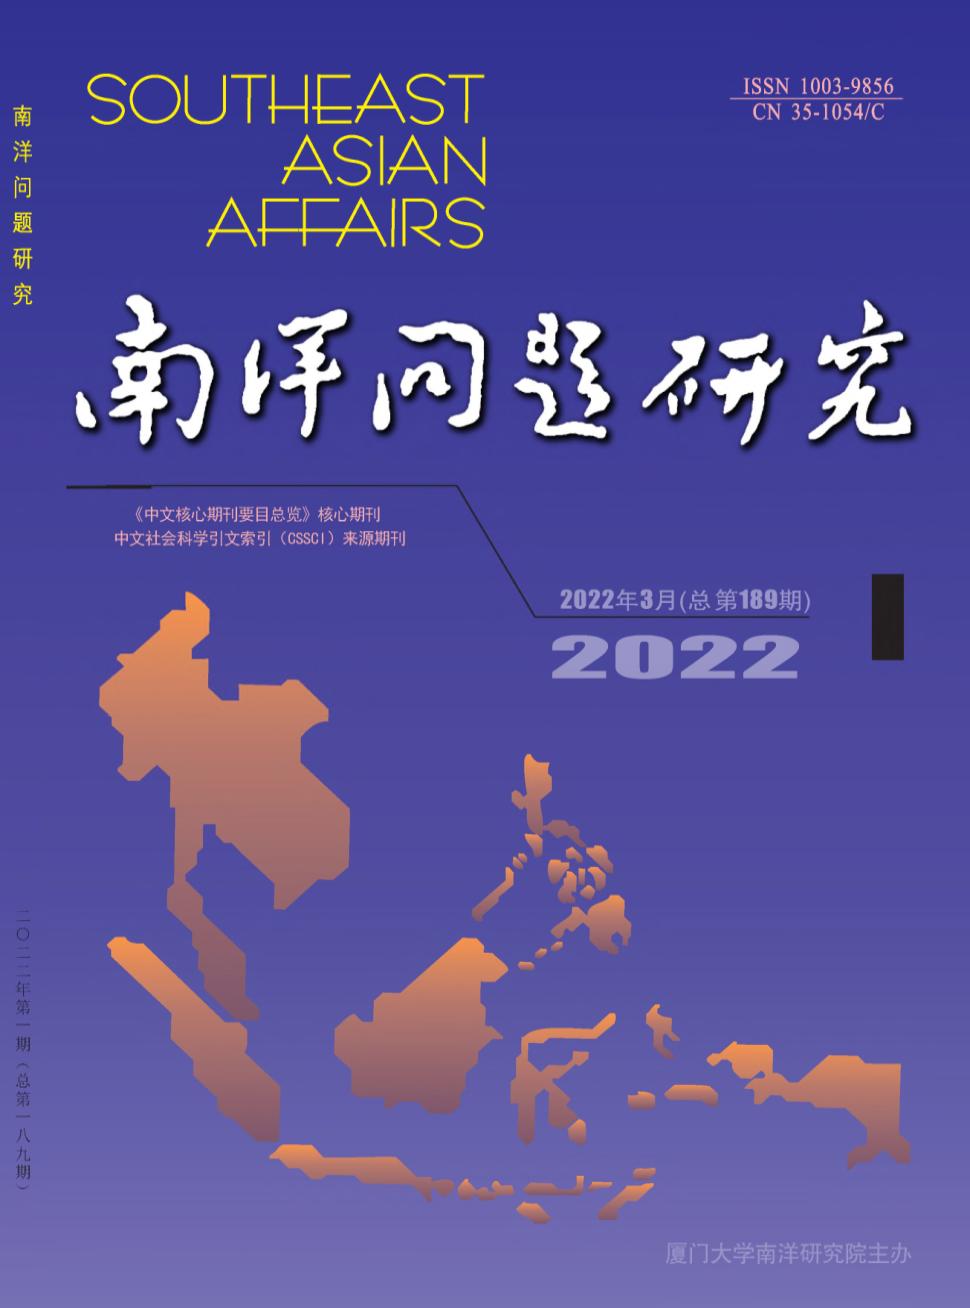 SOUTHEAST
ASIAN
AFFAIRS
ISSN 1003-9856
CN 35-1054/C
南洋问题研究
南洋问题研究
《中文核心期刊要目总览》核心期刊
中文社会科学引文索引（CSSCI）来源期刊
2022年3月(总第189期)
2022
1
二〇二二年第一期（总第一八九期）
厦门大学南洋研究院主办